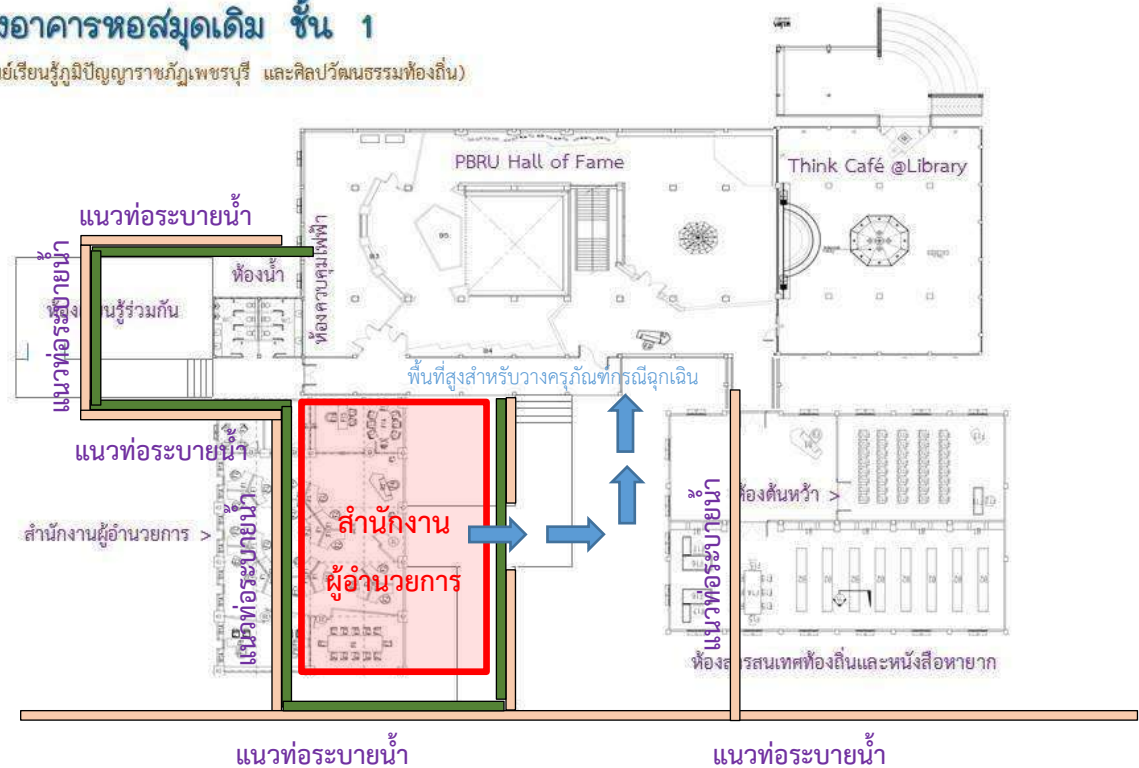 งอาคารหอสมุดเดิม ชั้น 1
ย์เรียนรู้ภูมิปัญญาราชภัฏเพชรบุรี และศิลปวัฒนธรรมท้องถิ่น)
PBRU Hall of Fame
Think Café @Library
แนวท่อระบายน้ำ
แนวท่อระบายน้ำ
ห้องน้ำ
ห้องควบคุมไฟฟ้า
นรู้ร่วมกัน
พื้นที่สูงสำหรับวางครุภัณฑ์กรณีฉุกเฉิน
แนวท่อระบายน้ำ
แนวท่อระบายน้ำ
สำนักงานผู้อำนวยการ >
สำนักงาน
ผู้อำนวยการ
แนวท่อระบายน้ำ
องต้นหว้า >
ห้องสารสนเทศท้องถิ่นและหนังสือหายาก
แนวท่อระบายน้ำ
แนวท่อระบายน้ำ